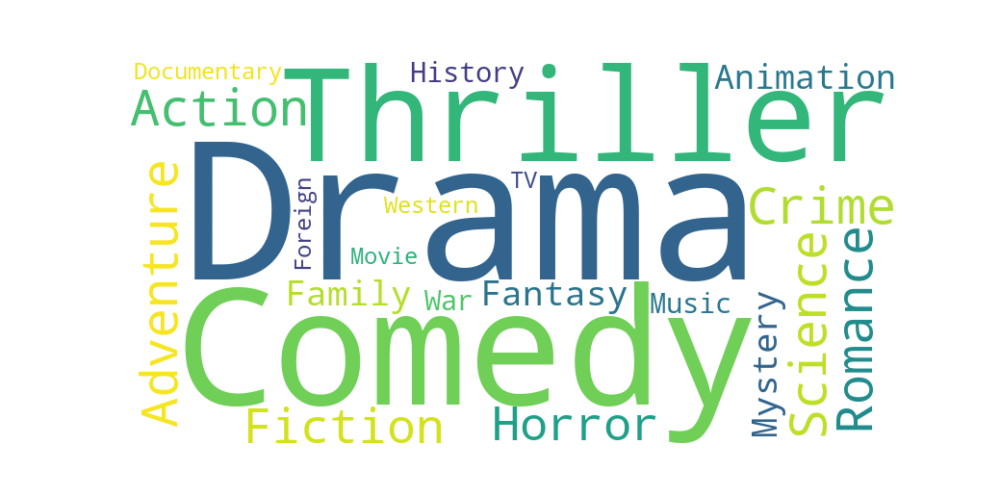 Documentary
History
Animation
Action
Thriller
Drama
TV
Western
Foreign
Movie
Adventure
Crime
Family
War
Fantasy
Music
Comedy
Mystery
Science
Romance
Fiction
Horror